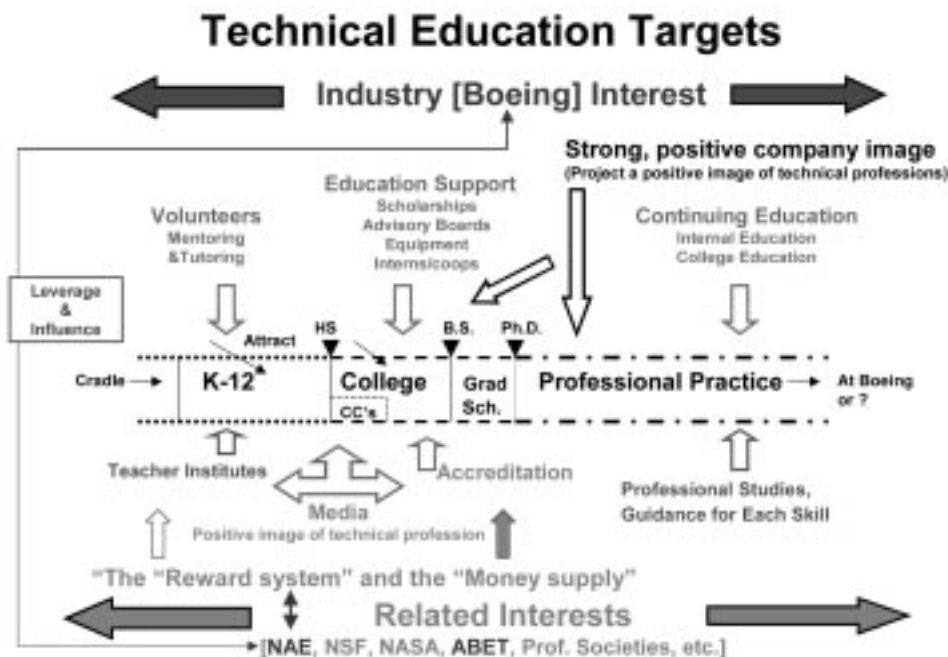 Technical Education Targets
Industry [Boeing] Interest
Strong, positive company image
(Project a positive image of technical professions)
Education Support
Scholarships
Advisory Boards
Equipment
Interns/coops
Volunteers
Mentoring
&Tutoring
Continuing Education
Internal Education
College Education
Leverage
&
Influence
HS
B.S.
Ph.D.
Attract
Cradle
K-12
College
CC's
Grad
Sch.
Professional Practice
At Boeing
or ?
Teacher Institutes
Accreditation
Media
Positive image of technical profession
Professional Studies,
Guidance for Each Skill
"The "Reward system" and the "Money supply"
Related Interests
[NAE, NSF, NASA, ABET, Prof. Societies, etc.]